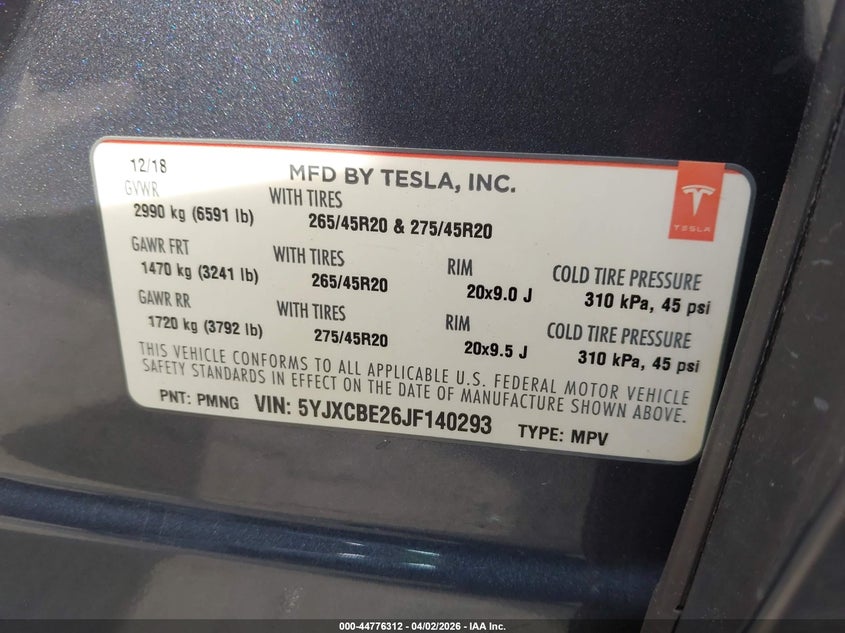 12/18
MFD BY TESLA, INC.
GVWR
2990 kg (6591 lb)
WITH TIRES
265/45R20 & 275/45R20
TESLA
GAWR FRT
1470 kg (3241 lb)
WITH TIRES
265/45R20
RIM
20x9.0 J
COLD TIRE PRESSURE
310 kPa, 45 psi
GAWR RR
1720 kg (3792 lb)
WITH TIRES
275/45R20
RIM
20x9.5 J
COLD TIRE PRESSURE
310 kPa, 45 psi
THIS VEHICLE CONFORMS TO ALL APPLICABLE U.S. FEDERAL MOTOR VEHICLE
SAFETY STANDARDS IN EFFECT ON THE DATE OF MANUFACTURE SHOWN ABOVE.
PNT: PMNG VIN: 5YJXCBE26JF140293 TYPE: MPV
000-44776312 - 04/02/2026 - IAA Inc.